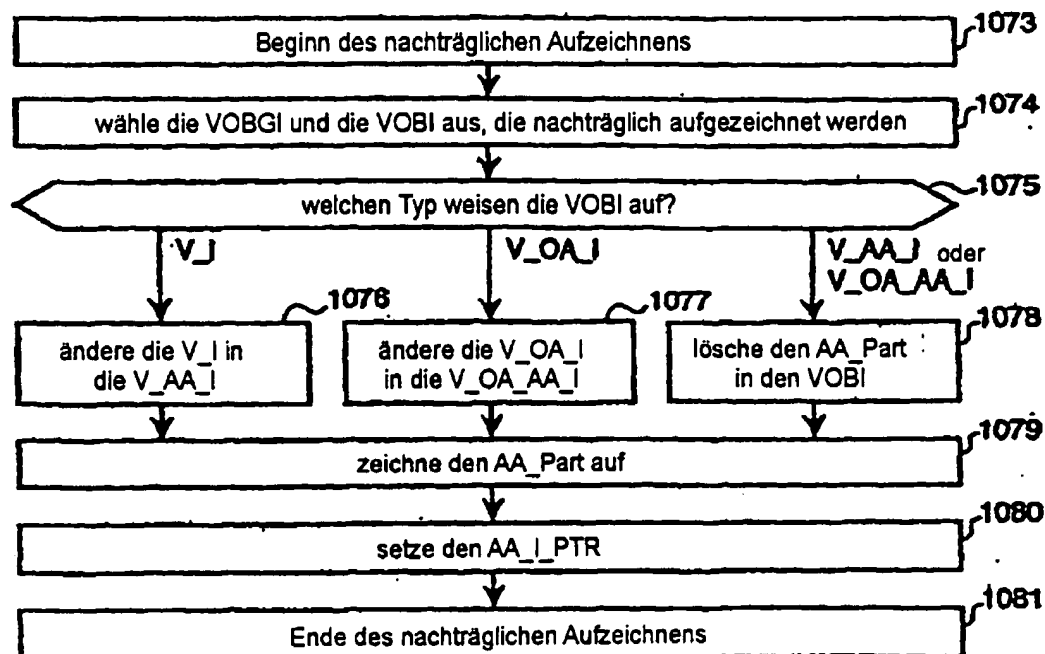 Beginn des nachträglichen Aufzeichnens
1073
wähle die VOBGI und die VOBI aus, die nachträglich aufgezeichnet werden
1074
welchen Typ weisen die VOBI auf?
1075
V_I
V_OA_I
V_AA_I oder
V_OA_AA_I
1076
ändere die V_I in
die V_AA_I
1077
ändere die V_OA_I
in die V_OA_AA_I
1078
lösche den AA_Part
in den VOBI
1079
zeichne den AA_Part auf
1080
setze den AA_I_PTR
1081
Ende des nachträglichen Aufzeichnens